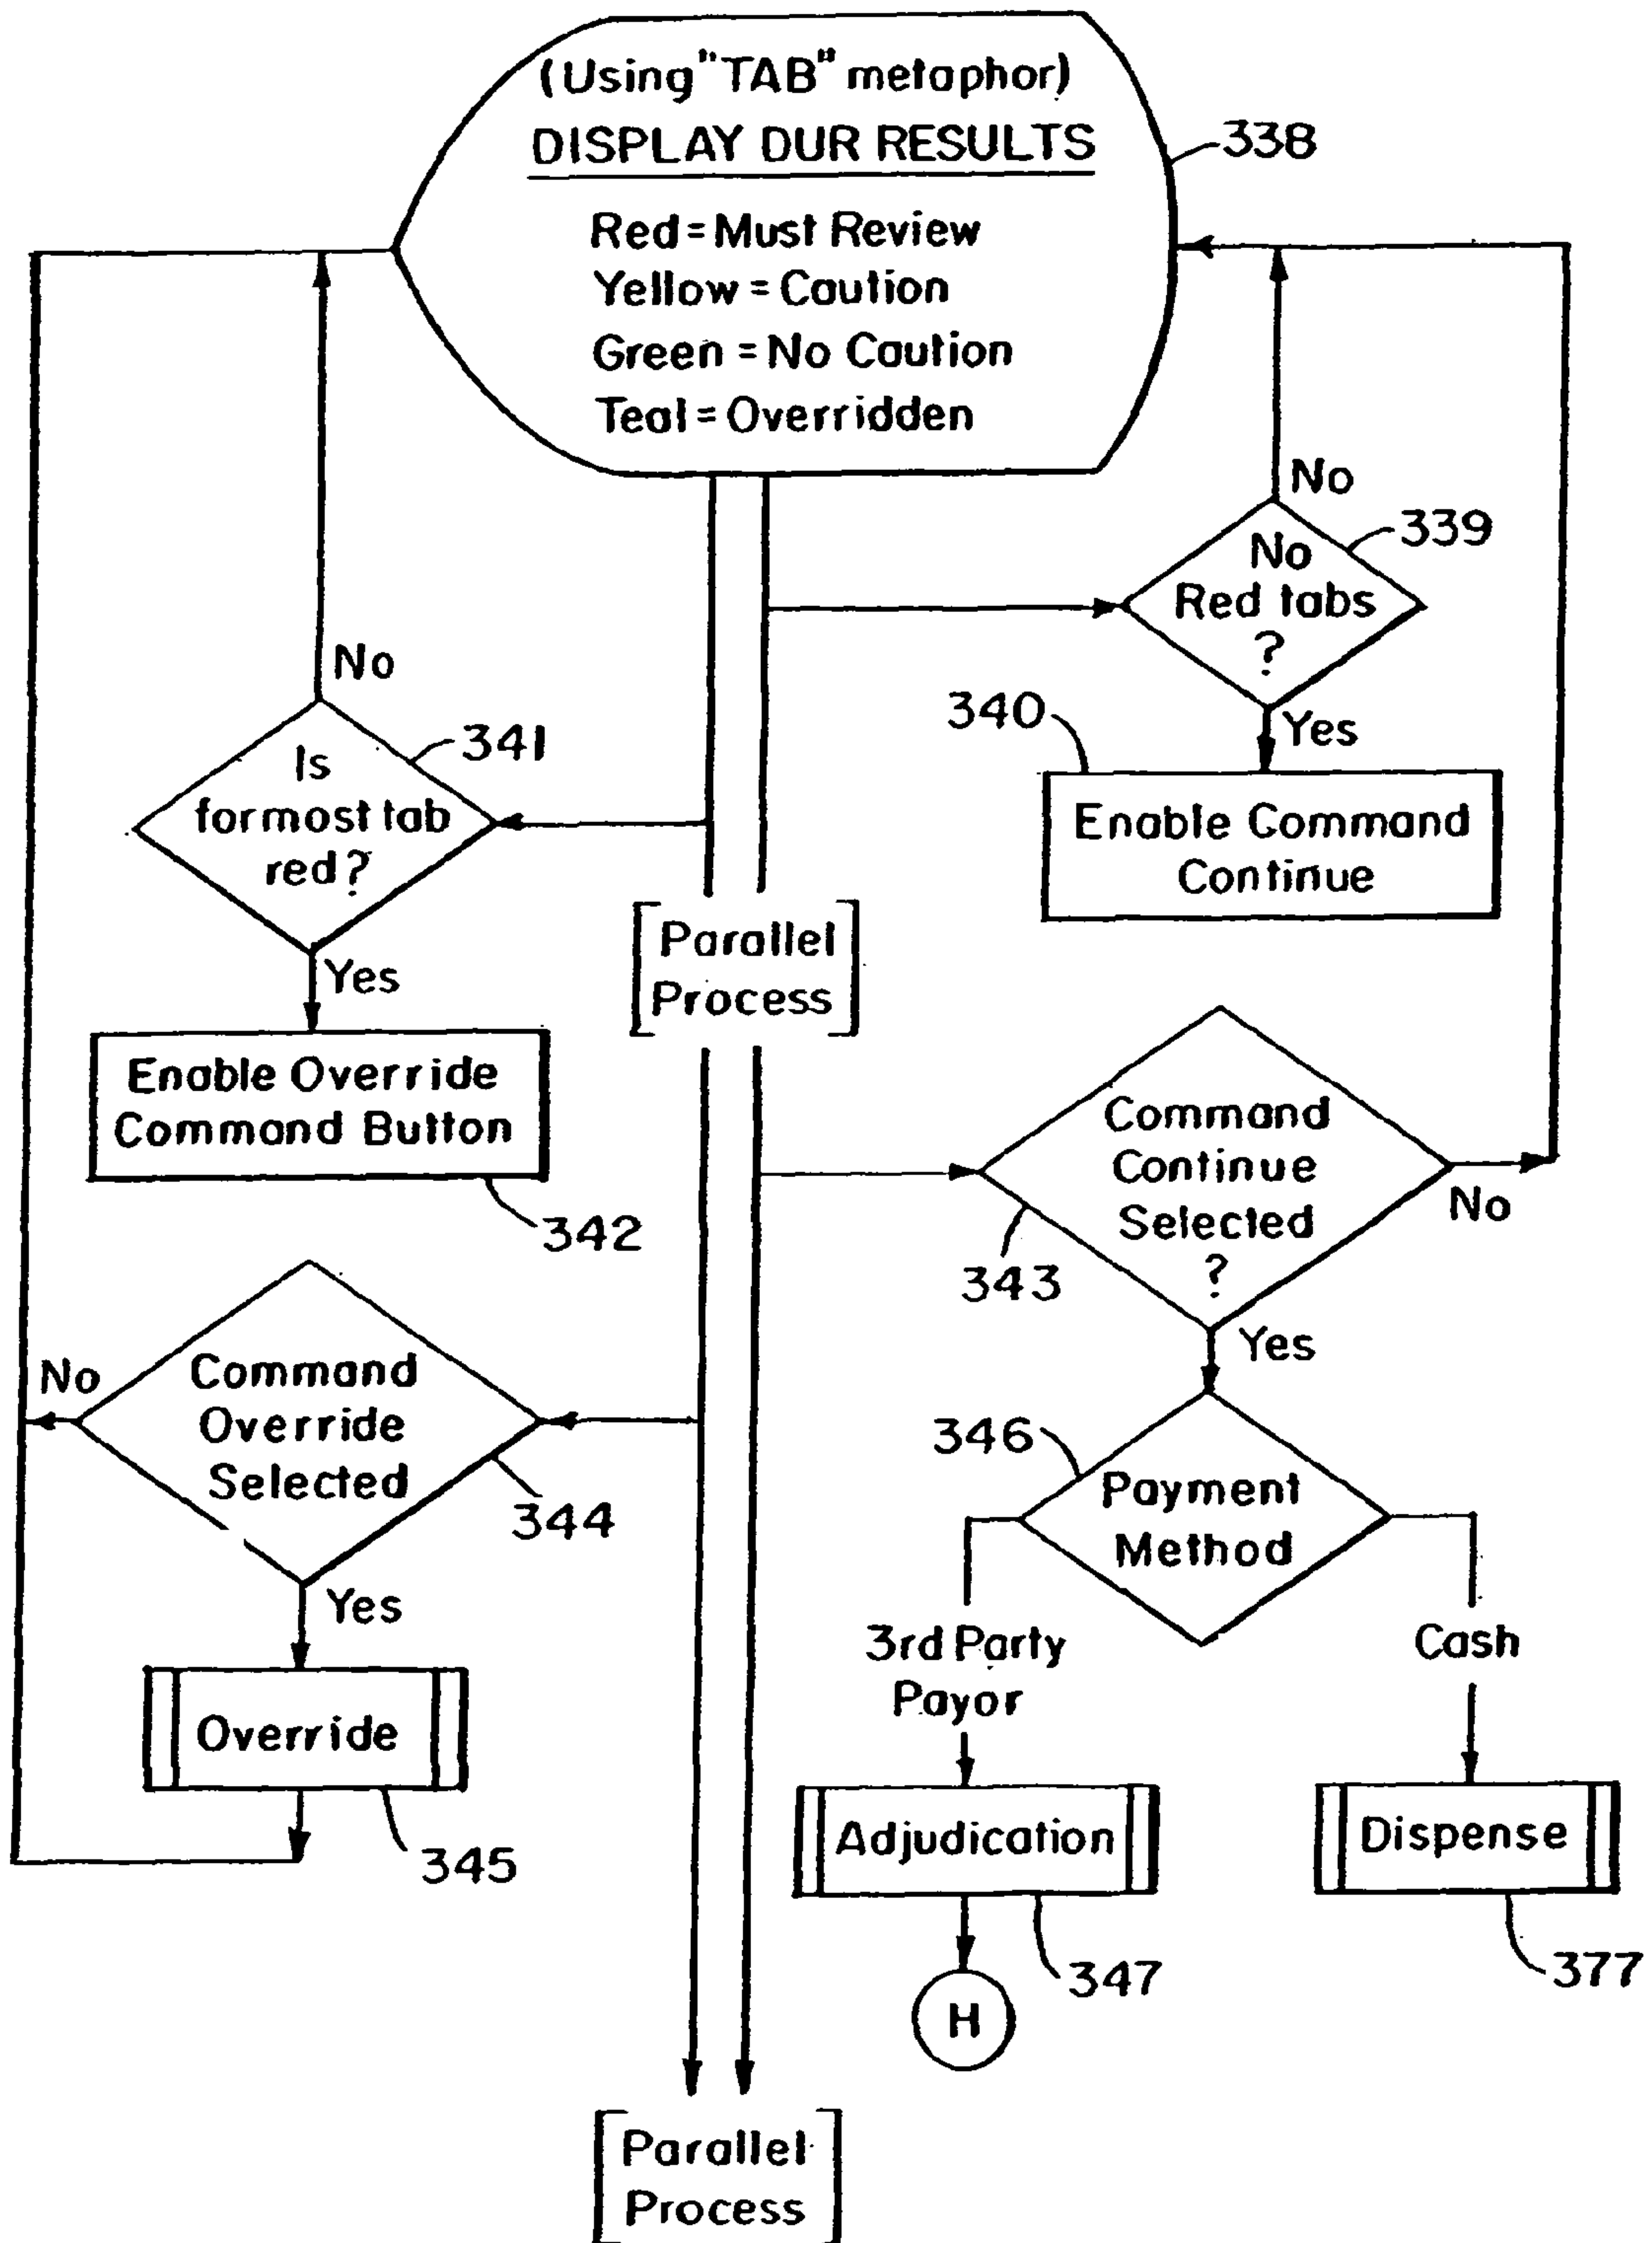 (Using "TAB" metaphor)
DISPLAY DUR RESULTS
338
Red = Must Review
Yellow = Caution
Green = No Caution
Teal = Overridden
No
339
No
Red tabs
?
Yes
340
Enable Command
Continue
No
341
Is
formost tab
red?
Yes
Enable Override
Command Button
342
[Parallel
Process]
Command
Continue
Selected
?
No
343
Yes
No
Command
Override
Selected
344
Yes
Override
345
346
Payment
Method
3rd Party
Payor
Cash
Adjudication
347
H
Dispense
377
[Parallel
Process]